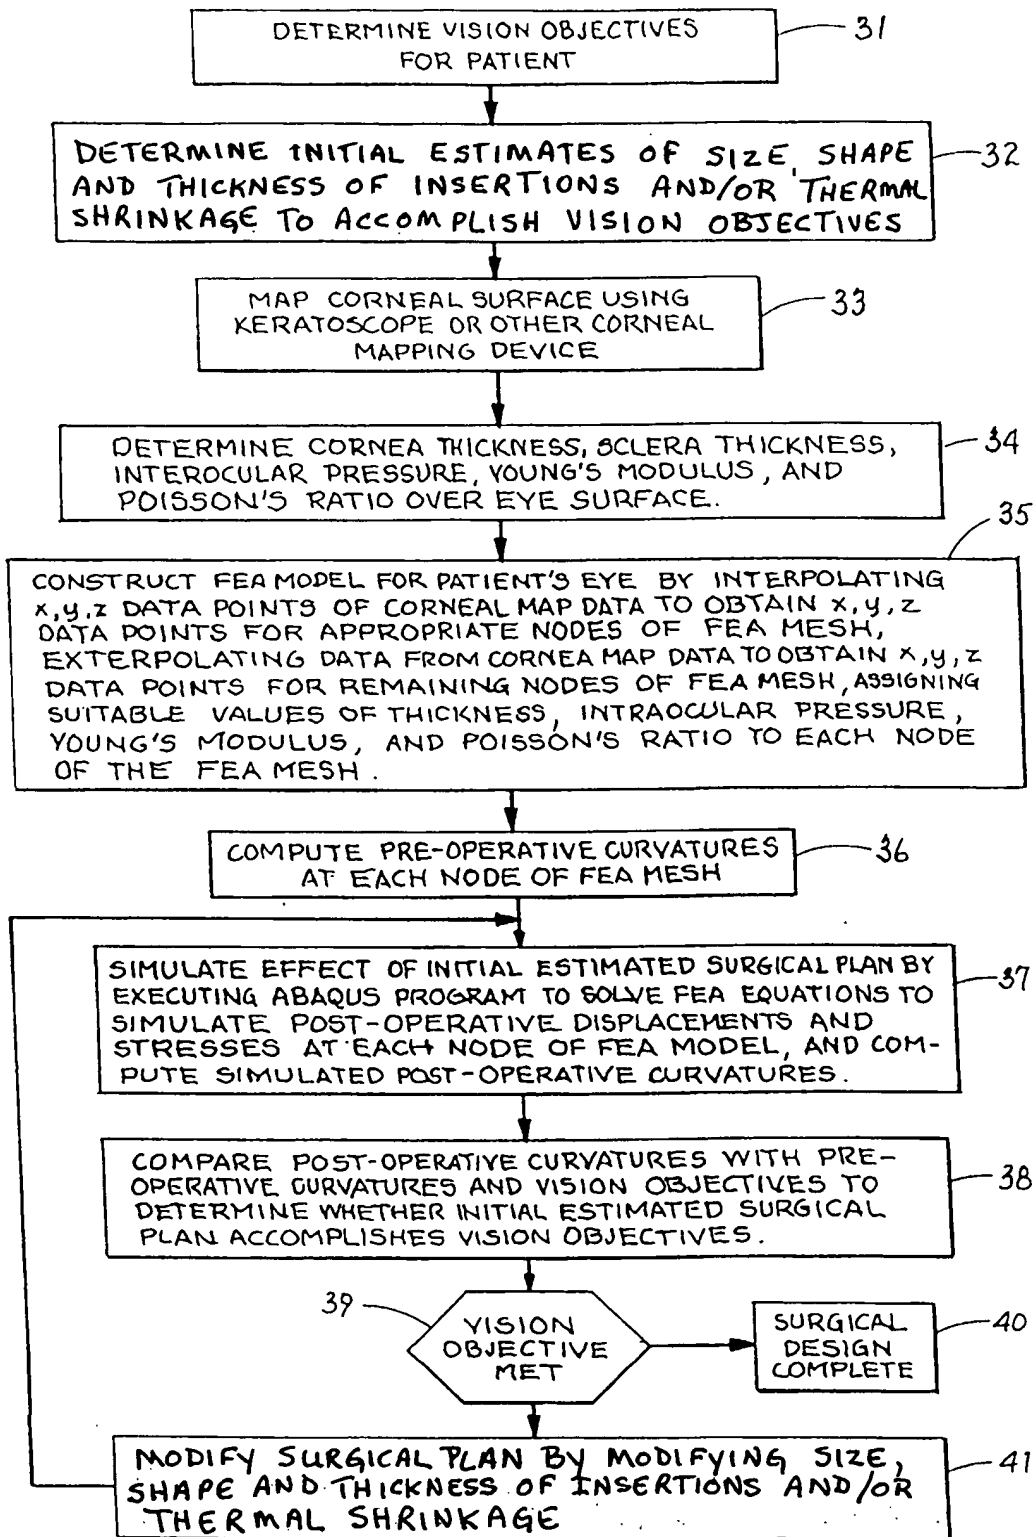 DETERMINE VISION OBJECTIVES
FOR PATIENT
31
DETERMINE INITIAL ESTIMATES OF SIZE, SHAPE
AND THICKNESS OF INSERTIONS AND/OR THERMAL
SHRINKAGE TO ACCOMPLISH VISION OBJECTIVES
32
MAP CORNEAL SURFACE USING
KERATOSCOPE OR OTHER CORNEAL
MAPPING DEVICE
33
DETERMINE CORNEA THICKNESS, SCLERA THICKNESS,
INTEROCULAR PRESSURE, YOUNG'S MODULUS, AND
POISSON'S RATIO OVER EYE SURFACE.
34
35
CONSTRUCT FEA MODEL FOR PATIENT'S EYE BY INTERPOLATING
x,y,z DATA POINTS OF CORNEAL MAP DATA TO OBTAIN x,y,z
DATA POINTS FOR APPROPRIATE NODES OF FEA MESH,
EXTERPOLATING DATA FROM CORNEA MAP DATA TO OBTAIN x,y,z
DATA POINTS FOR REMAINING NODES OF FEA MESH, ASSIGNING
SUITABLE VALUES OF THICKNESS, INTRAOCULAR PRESSURE,
YOUNG'S MODULUS, AND POISSON'S RATIO TO EACH NODE
OF THE FEA MESH.
COMPUTE PRE-OPERATIVE CURVATURES
AT EACH NODE OF FEA MESH
36
SIMULATE EFFECT OF INITIAL ESTIMATED SURGICAL PLAN BY
EXECUTING ABAQUS PROGRAM TO SOLVE FEA EQUATIONS TO
SIMULATE POST-OPERATIVE DISPLACEMENTS AND
STRESSES AT EACH NODE OF FEA MODEL, AND COM-
PUTE SIMULATED POST-OPERATIVE CURVATURES.
37
COMPARE POST-OPERATIVE CURVATURES WITH PRE-
OPERATIVE CURVATURES AND VISION OBJECTIVES TO
DETERMINE WHETHER INITIAL ESTIMATED SURGICAL
PLAN ACCOMPLISHES VISION OBJECTIVES.
38
39
VISION
OBJECTIVE
MET
SURGICAL
DESIGN
COMPLETE
40
MODIFY SURGICAL PLAN BY MODIFYING SIZE,
SHAPE AND THICKNESS OF INSERTIONS AND/OR
THERMAL SHRINKAGE
41